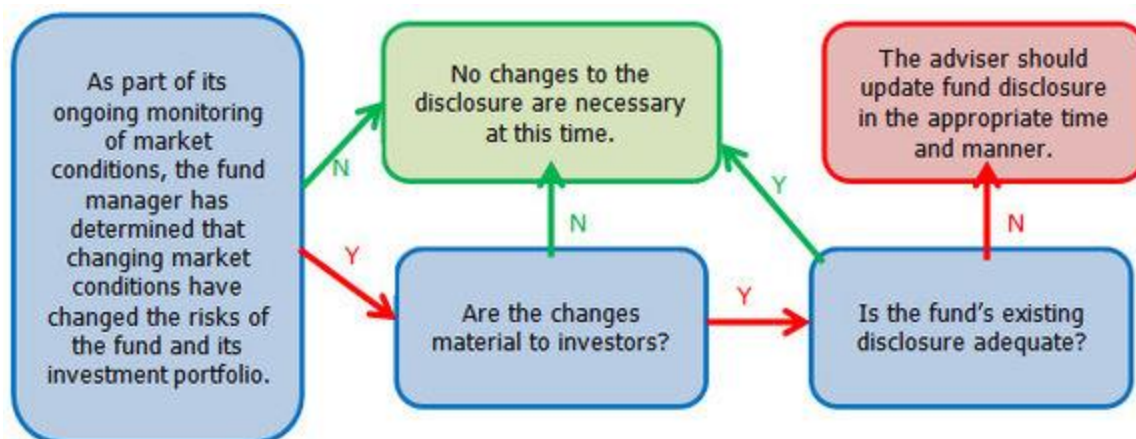 As part of its
ongoing monitoring
of market
conditions, the fund
manager has
determined that
changing market
conditions have
changed the risks of
the fund and its
investment portfolio.
N
Y
No changes to the
disclosure are necessary
at this time.
N
Are the changes
material to investors?
Y
Y
The adviser should
update fund disclosure
in the appropriate time
and manner.
N
Is the fund’s existing
disclosure adequate?